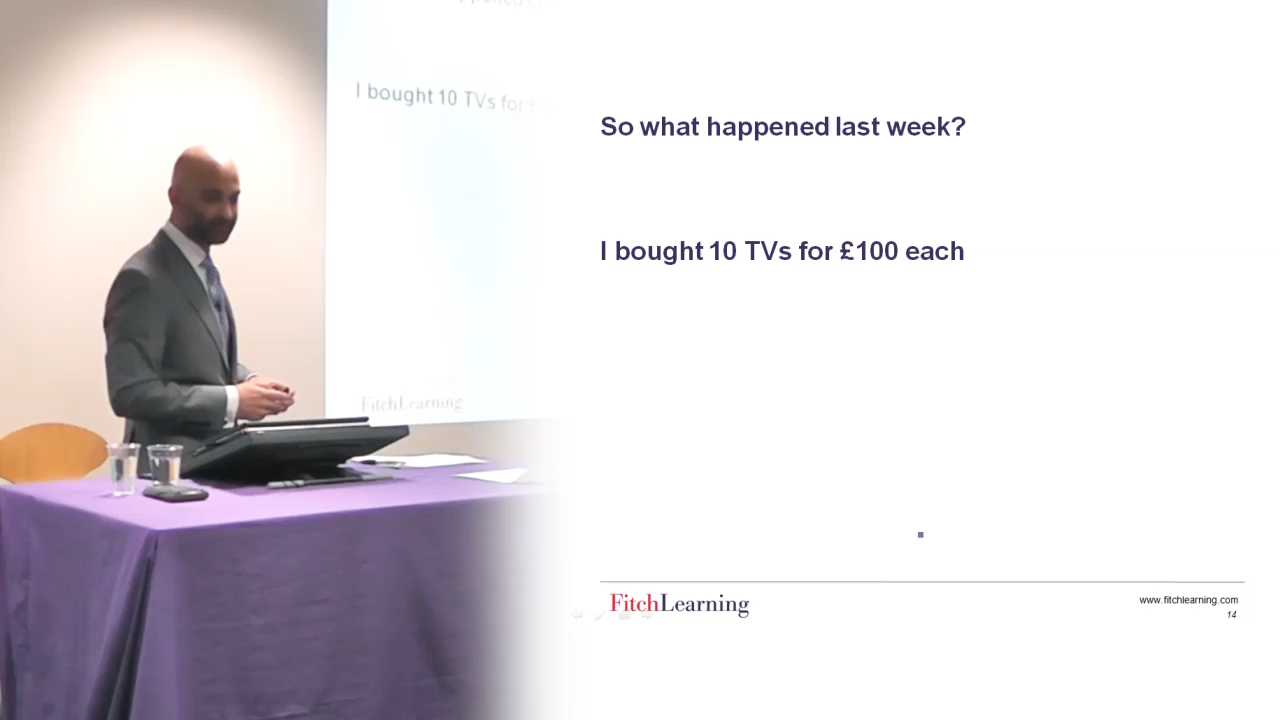 I bought 10 TVs for
FitchLearning
So what happened last week?
I bought 10 TVs for £100 each
FitchLearning
www.fitchlearning.com
14